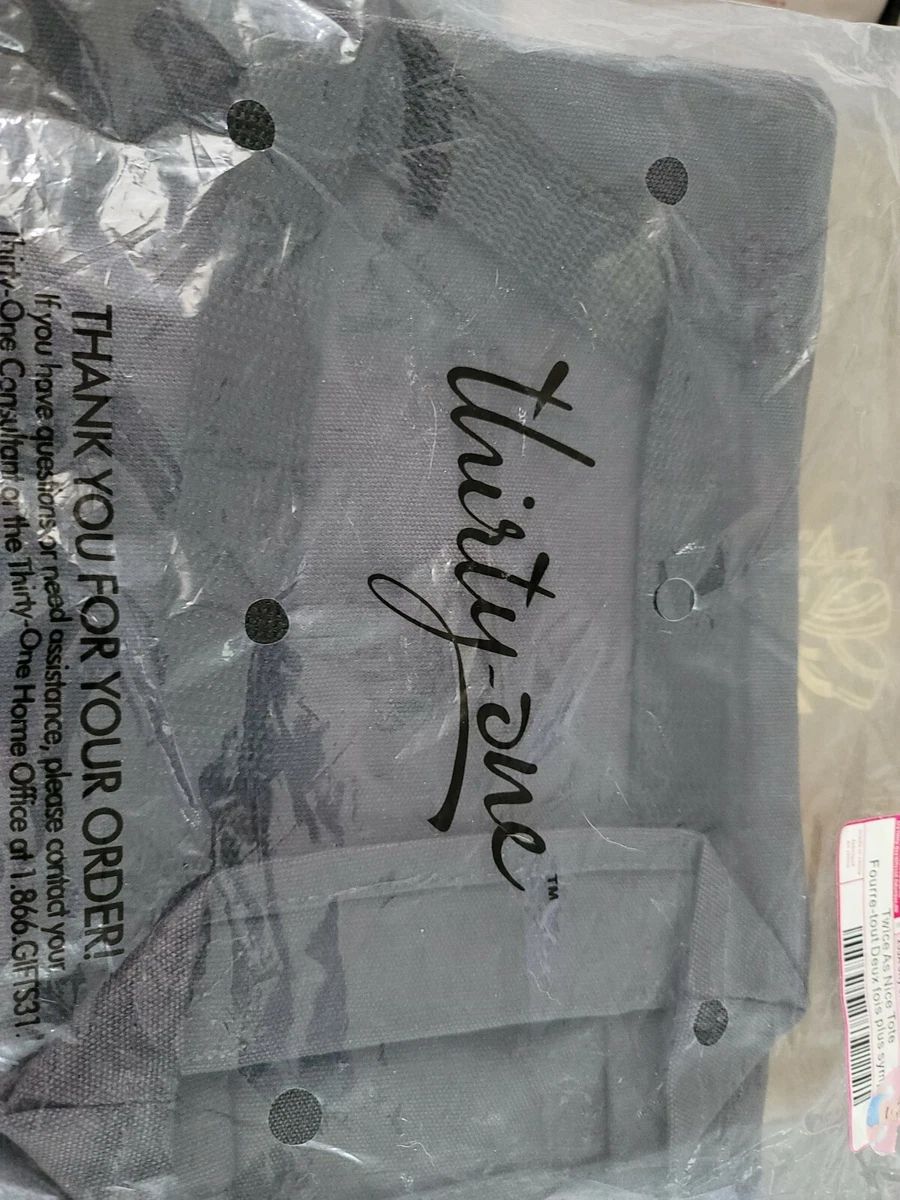 thirty-one™
THANK YOU FOR YOUR ORDER!
If you have questions or need assistance, please contact your
Thirty-One Consultant or the Thirty-One Home Office at 1.866.GIFTS31.
Twice As Nice Tote
Fourre-tout Deux fois plus sym